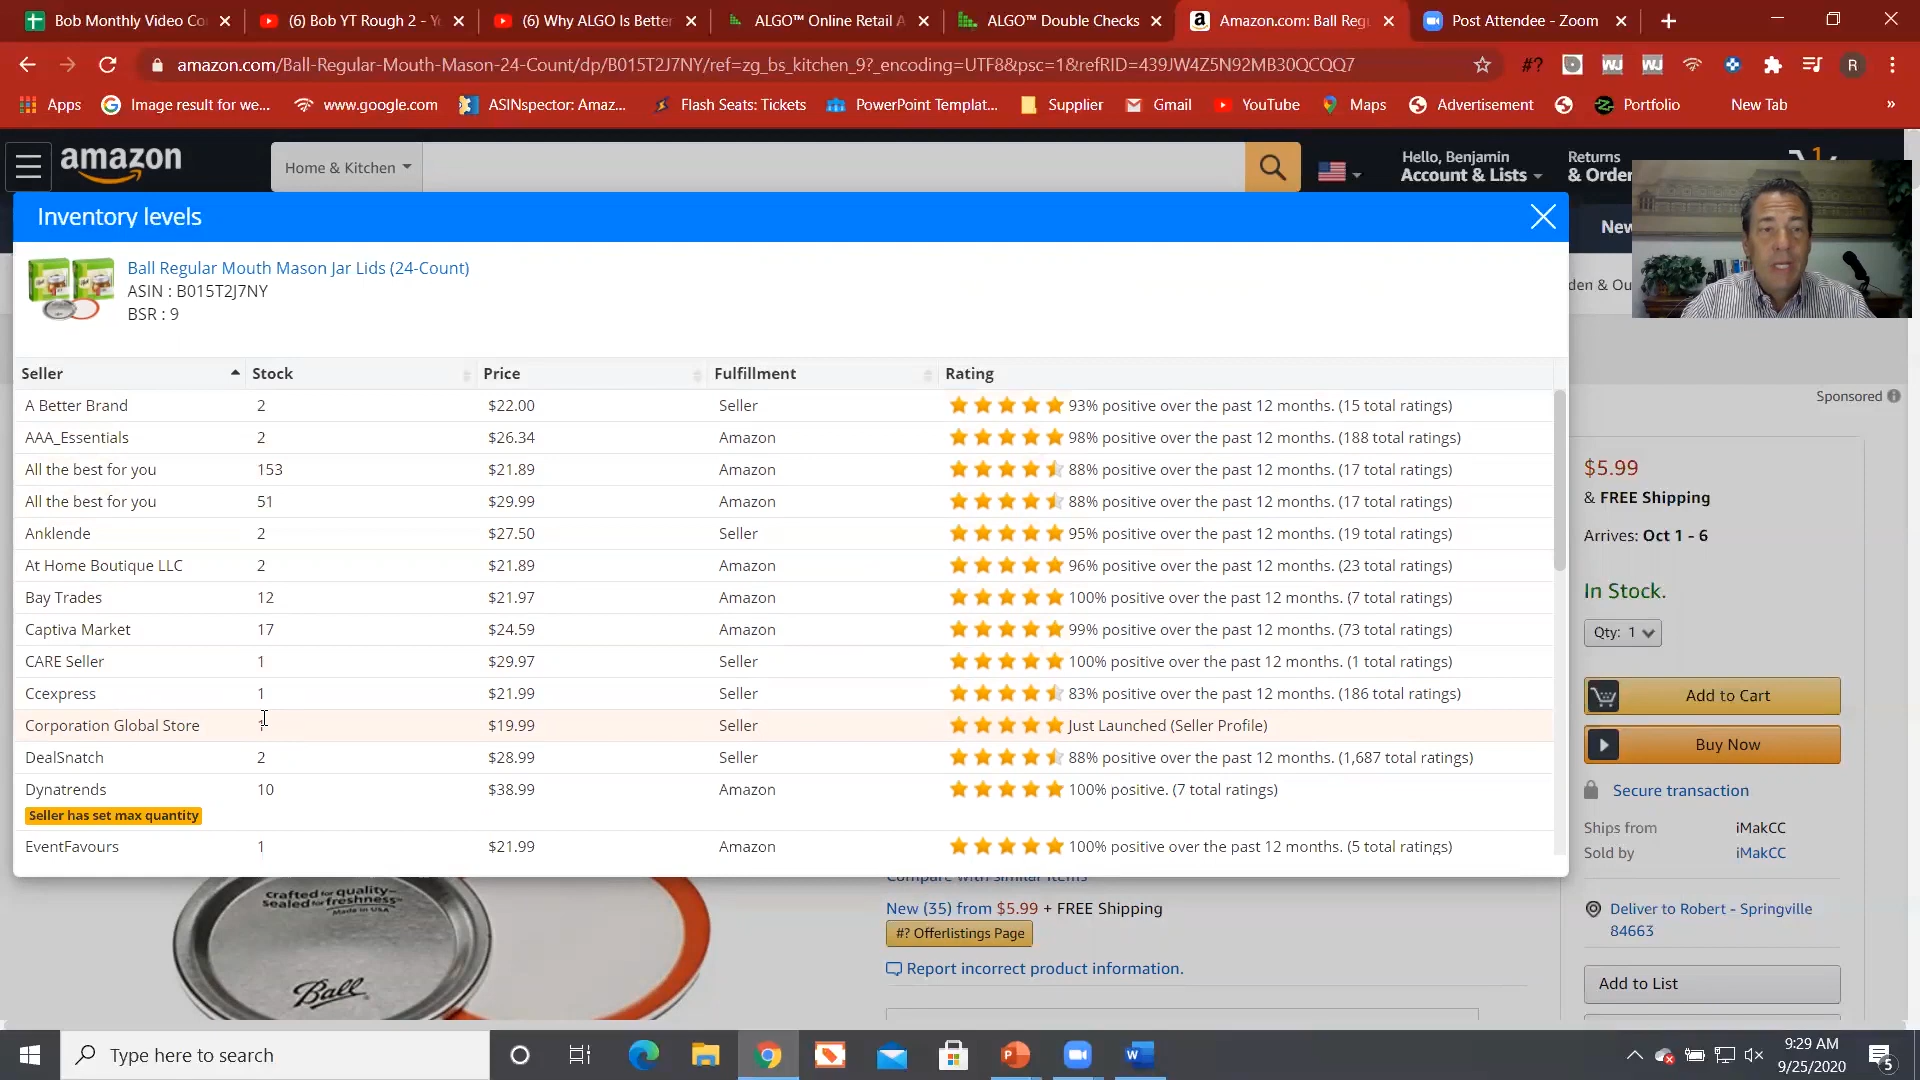 Bob Monthly Video Co
(6) Bob YT Rough 2 - Y
(6) Why ALGO Is Better
ALGO™ Online Retail A
ALGO™ Double Checks
Amazon.com: Ball Regu
Post Attendee - Zoom
amazon.com/Ball-Regular-Mouth-Mason-24-Count/dp/B015T2J7NY/ref=zg_bs_kitchen_9?_encoding=UTF8&psc=1&refRID=439JW4Z5N92MB30QCQQ7
#?
R
Apps
Image result for we...
www.google.com
ASINspector: Amaz...
Flash Seats: Tickets
PowerPoint Templat...
Supplier
Gmail
YouTube
Maps
Advertisement
Portfolio
New Tab
»
amazon
Home & Kitchen
Hello, Benjamin
Account & Lists
Returns
& Order
1
Inventory levels
New
Ball Regular Mouth Mason Jar Lids (24-Count)
ASIN : B015T2J7NY
BSR : 9
den & Ou
Seller Stock Price Fulfillment Rating
A Better Brand 2 $22.00 Seller 93% positive over the past 12 months. (15 total ratings)
AAA_Essentials 2 $26.34 Amazon 98% positive over the past 12 months. (188 total ratings)
All the best for you 153 $21.89 Amazon 88% positive over the past 12 months. (17 total ratings)
All the best for you 51 $29.99 Amazon 88% positive over the past 12 months. (17 total ratings)
Anklende 2 $27.50 Seller 95% positive over the past 12 months. (19 total ratings)
At Home Boutique LLC 2 $21.89 Amazon 96% positive over the past 12 months. (23 total ratings)
Bay Trades 12 $21.97 Amazon 100% positive over the past 12 months. (7 total ratings)
Captiva Market 17 $24.59 Amazon 99% positive over the past 12 months. (73 total ratings)
CARE Seller 1 $29.97 Seller 100% positive over the past 12 months. (1 total ratings)
Ccexpress 1 $21.99 Seller 83% positive over the past 12 months. (186 total ratings)
Corporation Global Store 1 $19.99 Seller Just Launched (Seller Profile)
DealSnatch 2 $28.99 Seller 88% positive over the past 12 months. (1,687 total ratings)
Dynatrends 10 $38.99 Amazon 100% positive. (7 total ratings)
Seller has set max quantity
EventFavours 1 $21.99 Amazon 100% positive over the past 12 months. (5 total ratings)
Sponsored
$5.99
& FREE Shipping
Arrives: Oct 1 - 6
In Stock.
Qty: 1
Add to Cart
Buy Now
Secure transaction
Ships from iMakCC
Sold by iMakCC
Deliver to Robert - Springville
84663
Add to List
Compare with similar items
New (35) from $5.99 + FREE Shipping
#? Offerlistings Page
Report incorrect product information.
Crafted for quality~
Sealed for freshness™
Made in USA
Ball
Type here to search
9:29 AM
9/25/2020
5